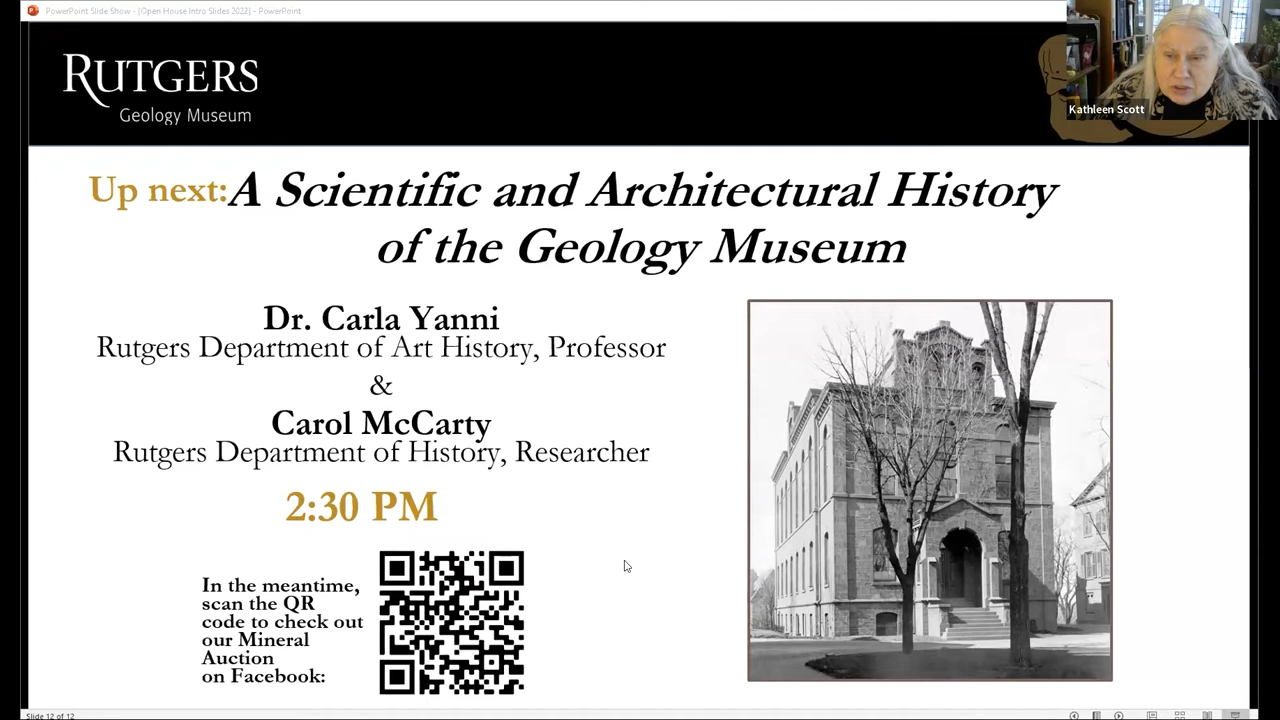 PowerPoint Slide Show - [Open House Intro Slides 2022] - PowerPoint
RUTGERS
Geology Museum
Kathleen Scott
Up next: A Scientific and Architectural History
of the Geology Museum
Dr. Carla Yanni
Rutgers Department of Art History, Professor
&
Carol McCarty
Rutgers Department of History, Researcher
2:30 PM
In the meantime,
scan the QR
code to check out
our Mineral
Auction
on Facebook:
Slide 12 of 12